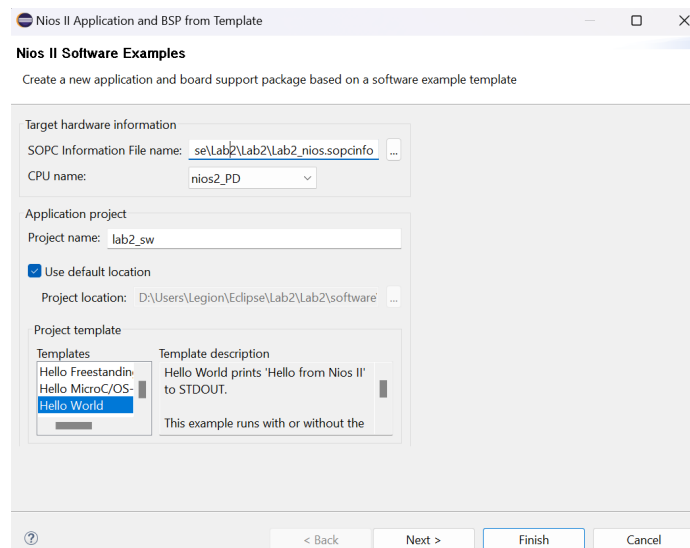 Nios II Application and BSP from Template
Nios II Software Examples
Create a new application and board support package based on a software example template
Target hardware information
SOPC Information File name: se\Lab2\Lab2\Lab2_nios.sopcinfo ...
CPU name: nios2_PD
Application project
Project name: lab2_sw
Use default location
Project location: D:\Users\Legion\Eclipse\Lab2\Lab2\software\ ...
Project template
Templates
Template description
Hello Freestanding
Hello MicroC/OS-
Hello World
Hello World prints 'Hello from Nios II'
to STDOUT.
This example runs with or without the
? < Back Next > Finish Cancel